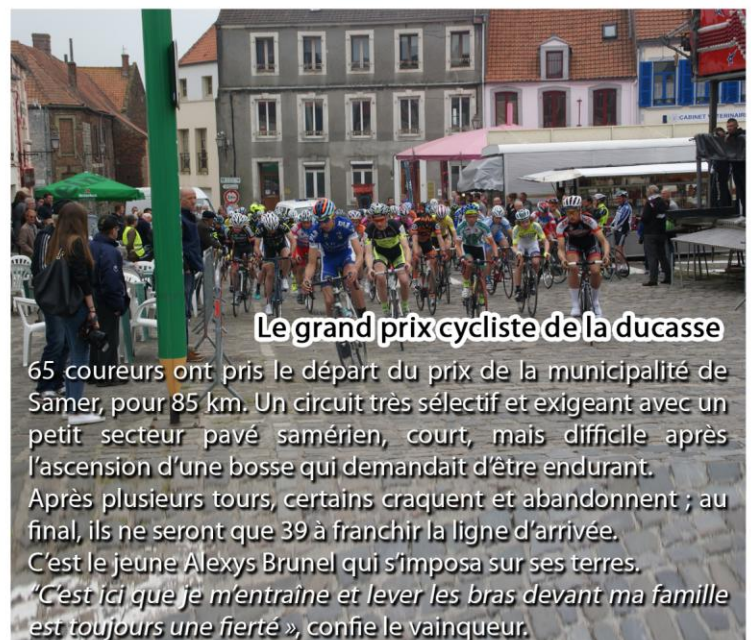 Heineken
CABINET VÉTÉRINAIRE
Le grand prix cycliste de la ducasse
65 coureurs ont pris le départ du prix de la municipalité de
Samer, pour 85 km. Un circuit très sélectif et exigeant avec un
petit secteur pavé samérien, court, mais difficile après
l'ascension d'une bosse qui demandait d'être endurant.
Après plusieurs tours, certains craquent et abandonnent ; au
final, ils ne seront que 39 à franchir la ligne d'arrivée.
C'est le jeune Alexys Brunel qui s'imposa sur ses terres.
"C'est ici que je m'entraîne et lever les bras devant ma famille
est toujours une fierté », confie le vainqueur.